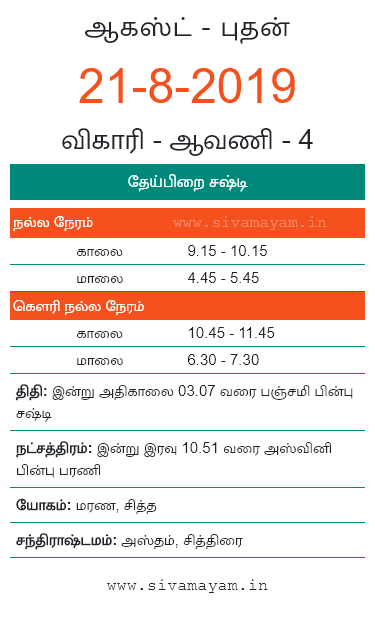 ஆகஸ்ட் - புதன்
21-8-2019
விகாரி - ஆவணி - 4
தேய்பிறை சஷ்டி
நல்ல நேரம் www.sivamayam.in
காலை 9.15 - 10.15
மாலை 4.45 - 5.45
கௌரி நல்ல நேரம்
காலை 10.45 - 11.45
மாலை 6.30 - 7.30
திதி: இன்று அதிகாலை 03.07 வரை பஞ்சமி பின்பு
சஷ்டி
நட்சத்திரம்: இன்று இரவு 10.51 வரை அஸ்வினி
பின்பு பரணி
யோகம்: மரண, சித்த
சந்திராஷ்டமம்: அஸ்தம், சித்திரை
www.sivamayam.in